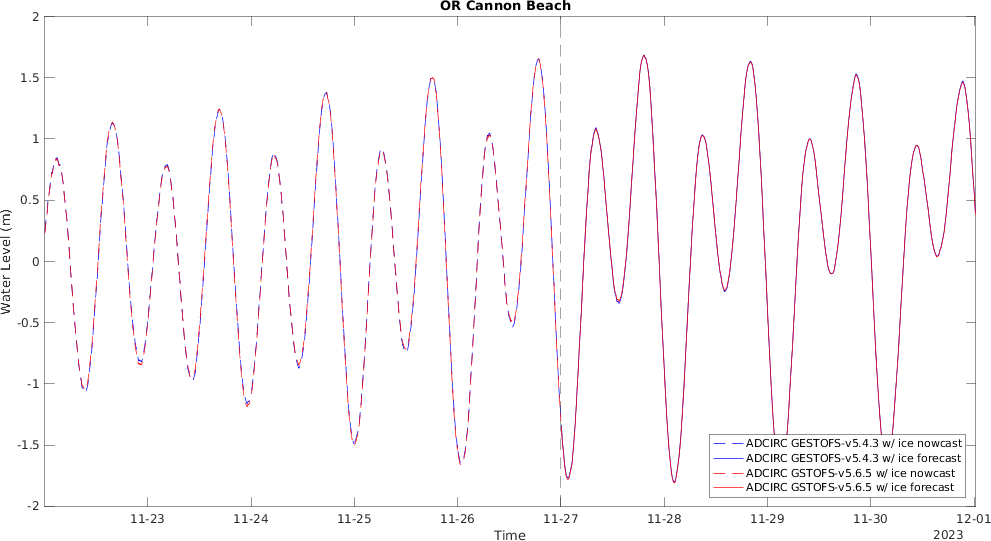 OR Cannon Beach
2
1.5
1
0.5
0
-0.5
-1
-1.5
-2
Water Level (m)
11-23 11-24 11-25 11-26 11-27 11-28 11-29 11-30 12-01
Time
2023
ADCIRC GESTOFS-v5.4.3 w/ ice nowcast
ADCIRC GESTOFS-v5.4.3 w/ ice forecast
ADCIRC GSTOFS-v5.6.5 w/ ice nowcast
ADCIRC GSTOFS-v5.6.5 w/ ice forecast